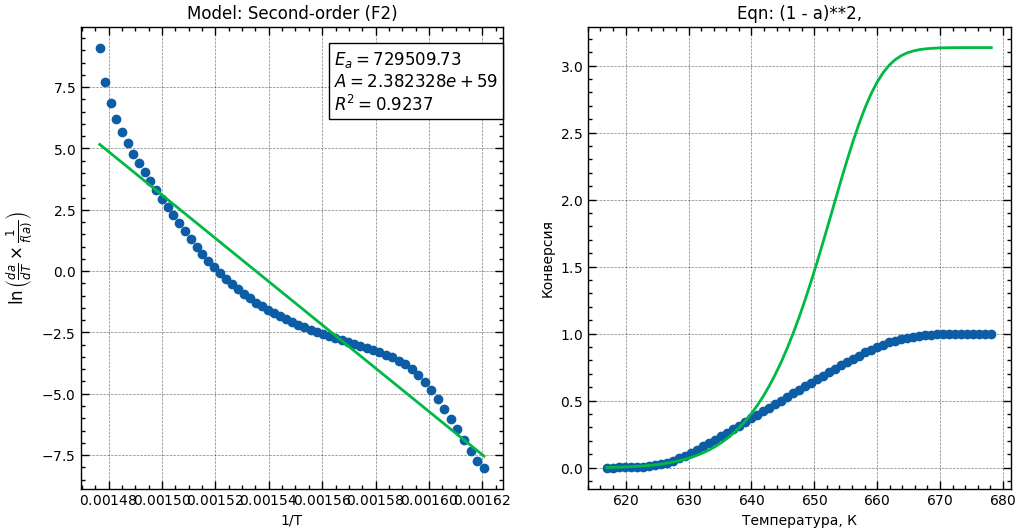 Model: Second-order (F2)
Eqn: (1 - a)**2,
E_a = 729509.73
A = 2.382328e + 59
R^2 = 0.9237
7.5
5.0
2.5
0.0
−2.5
−5.0
−7.5
ln (da/dT × 1/f(a))
0.00148 0.00150 0.00152 0.00154 0.00156 0.00158 0.00160 0.00162
1/T
3.0
2.5
2.0
1.5
1.0
0.5
0.0
Конверсия
620 630 640 650 660 670 680
Температура, К